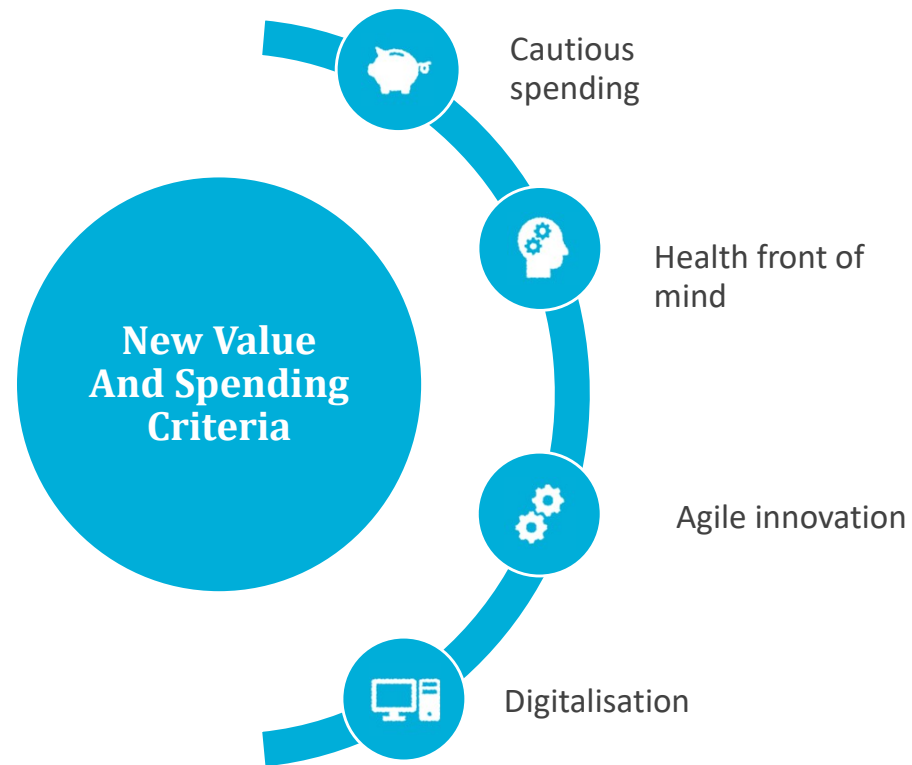 Cautious
spending
Health front of
mind
New Value
And Spending
Criteria
Agile innovation
Digitalisation